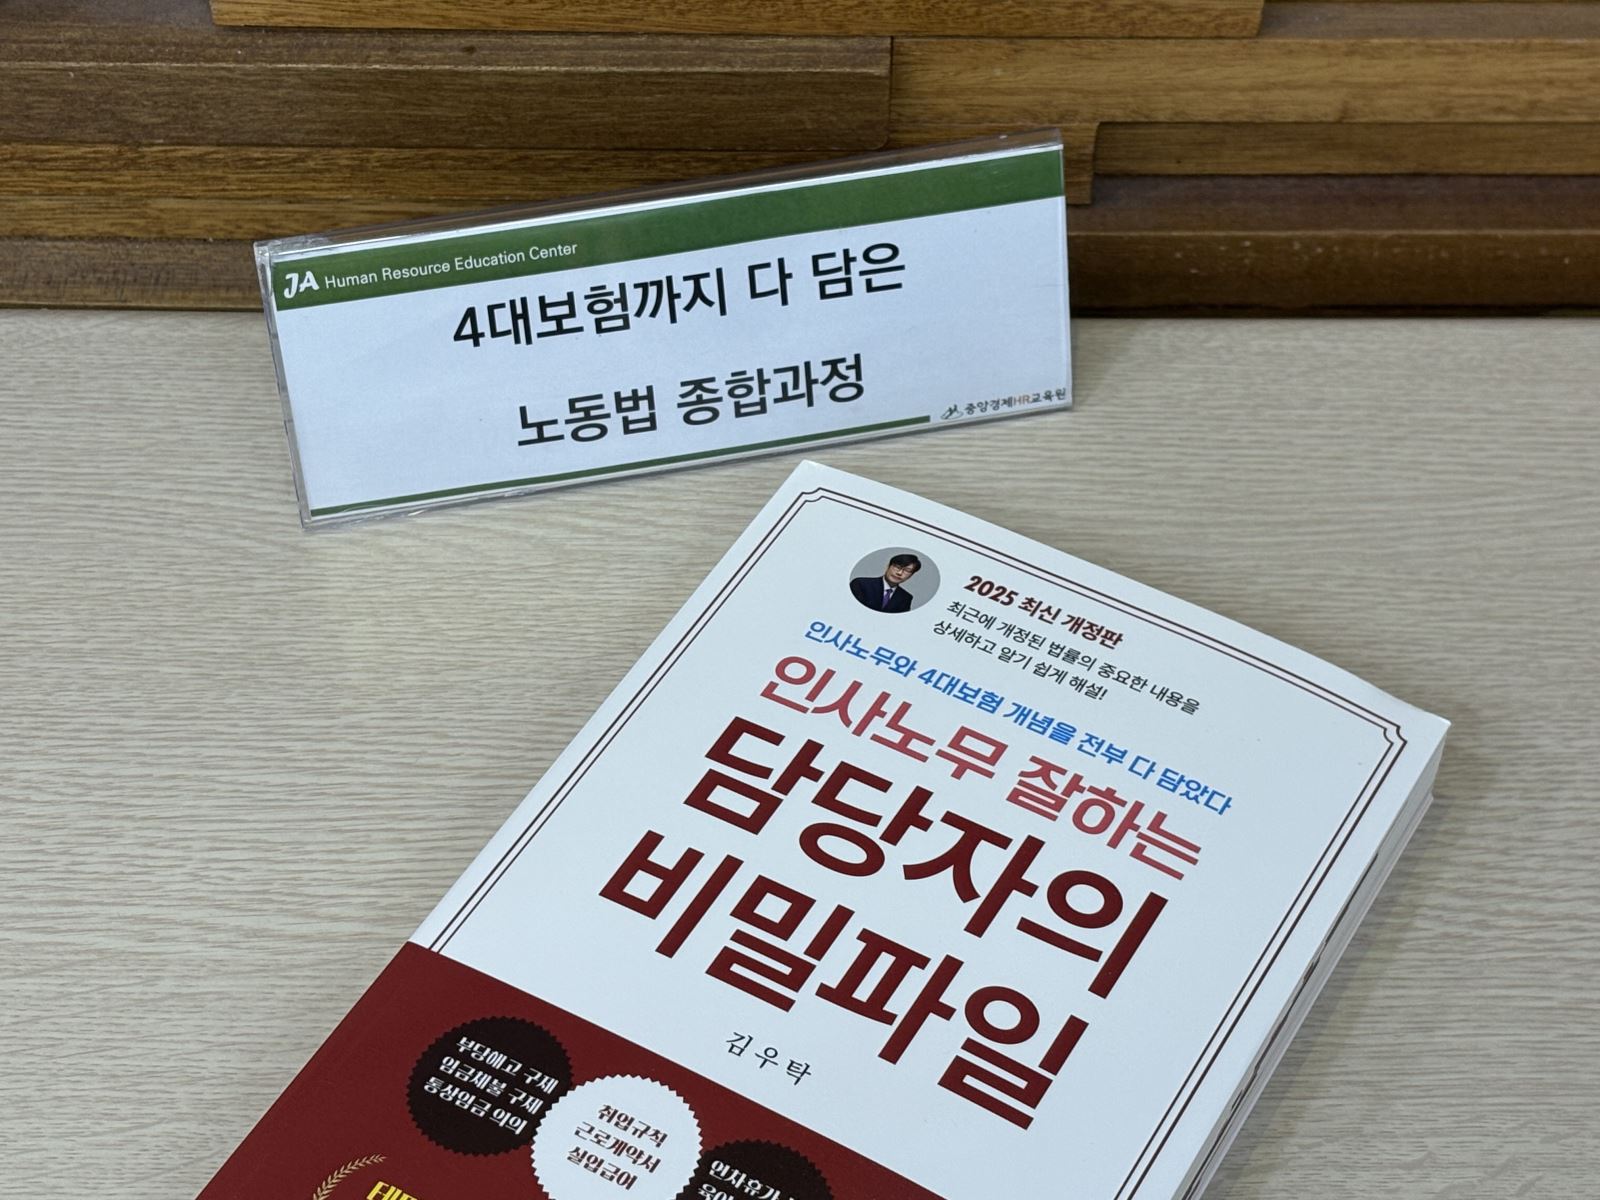 JA Human Resource Education Center
4대보험까지 다 담은
노동법 종합과정
중앙경제HR교육원
2025 최신 개정판
최근에 개정된 법률의 중요한 내용을
상세하고 알기 쉽게 해설!
인사노무와 4대보험 개념을 전부 다 담았다
인사노무 잘하는
담당자의
비밀파일
김우탁
부당해고 구제
임금체불 구제
통상임금 의의
취업규칙
근로계약서
실업급여
연차휴가